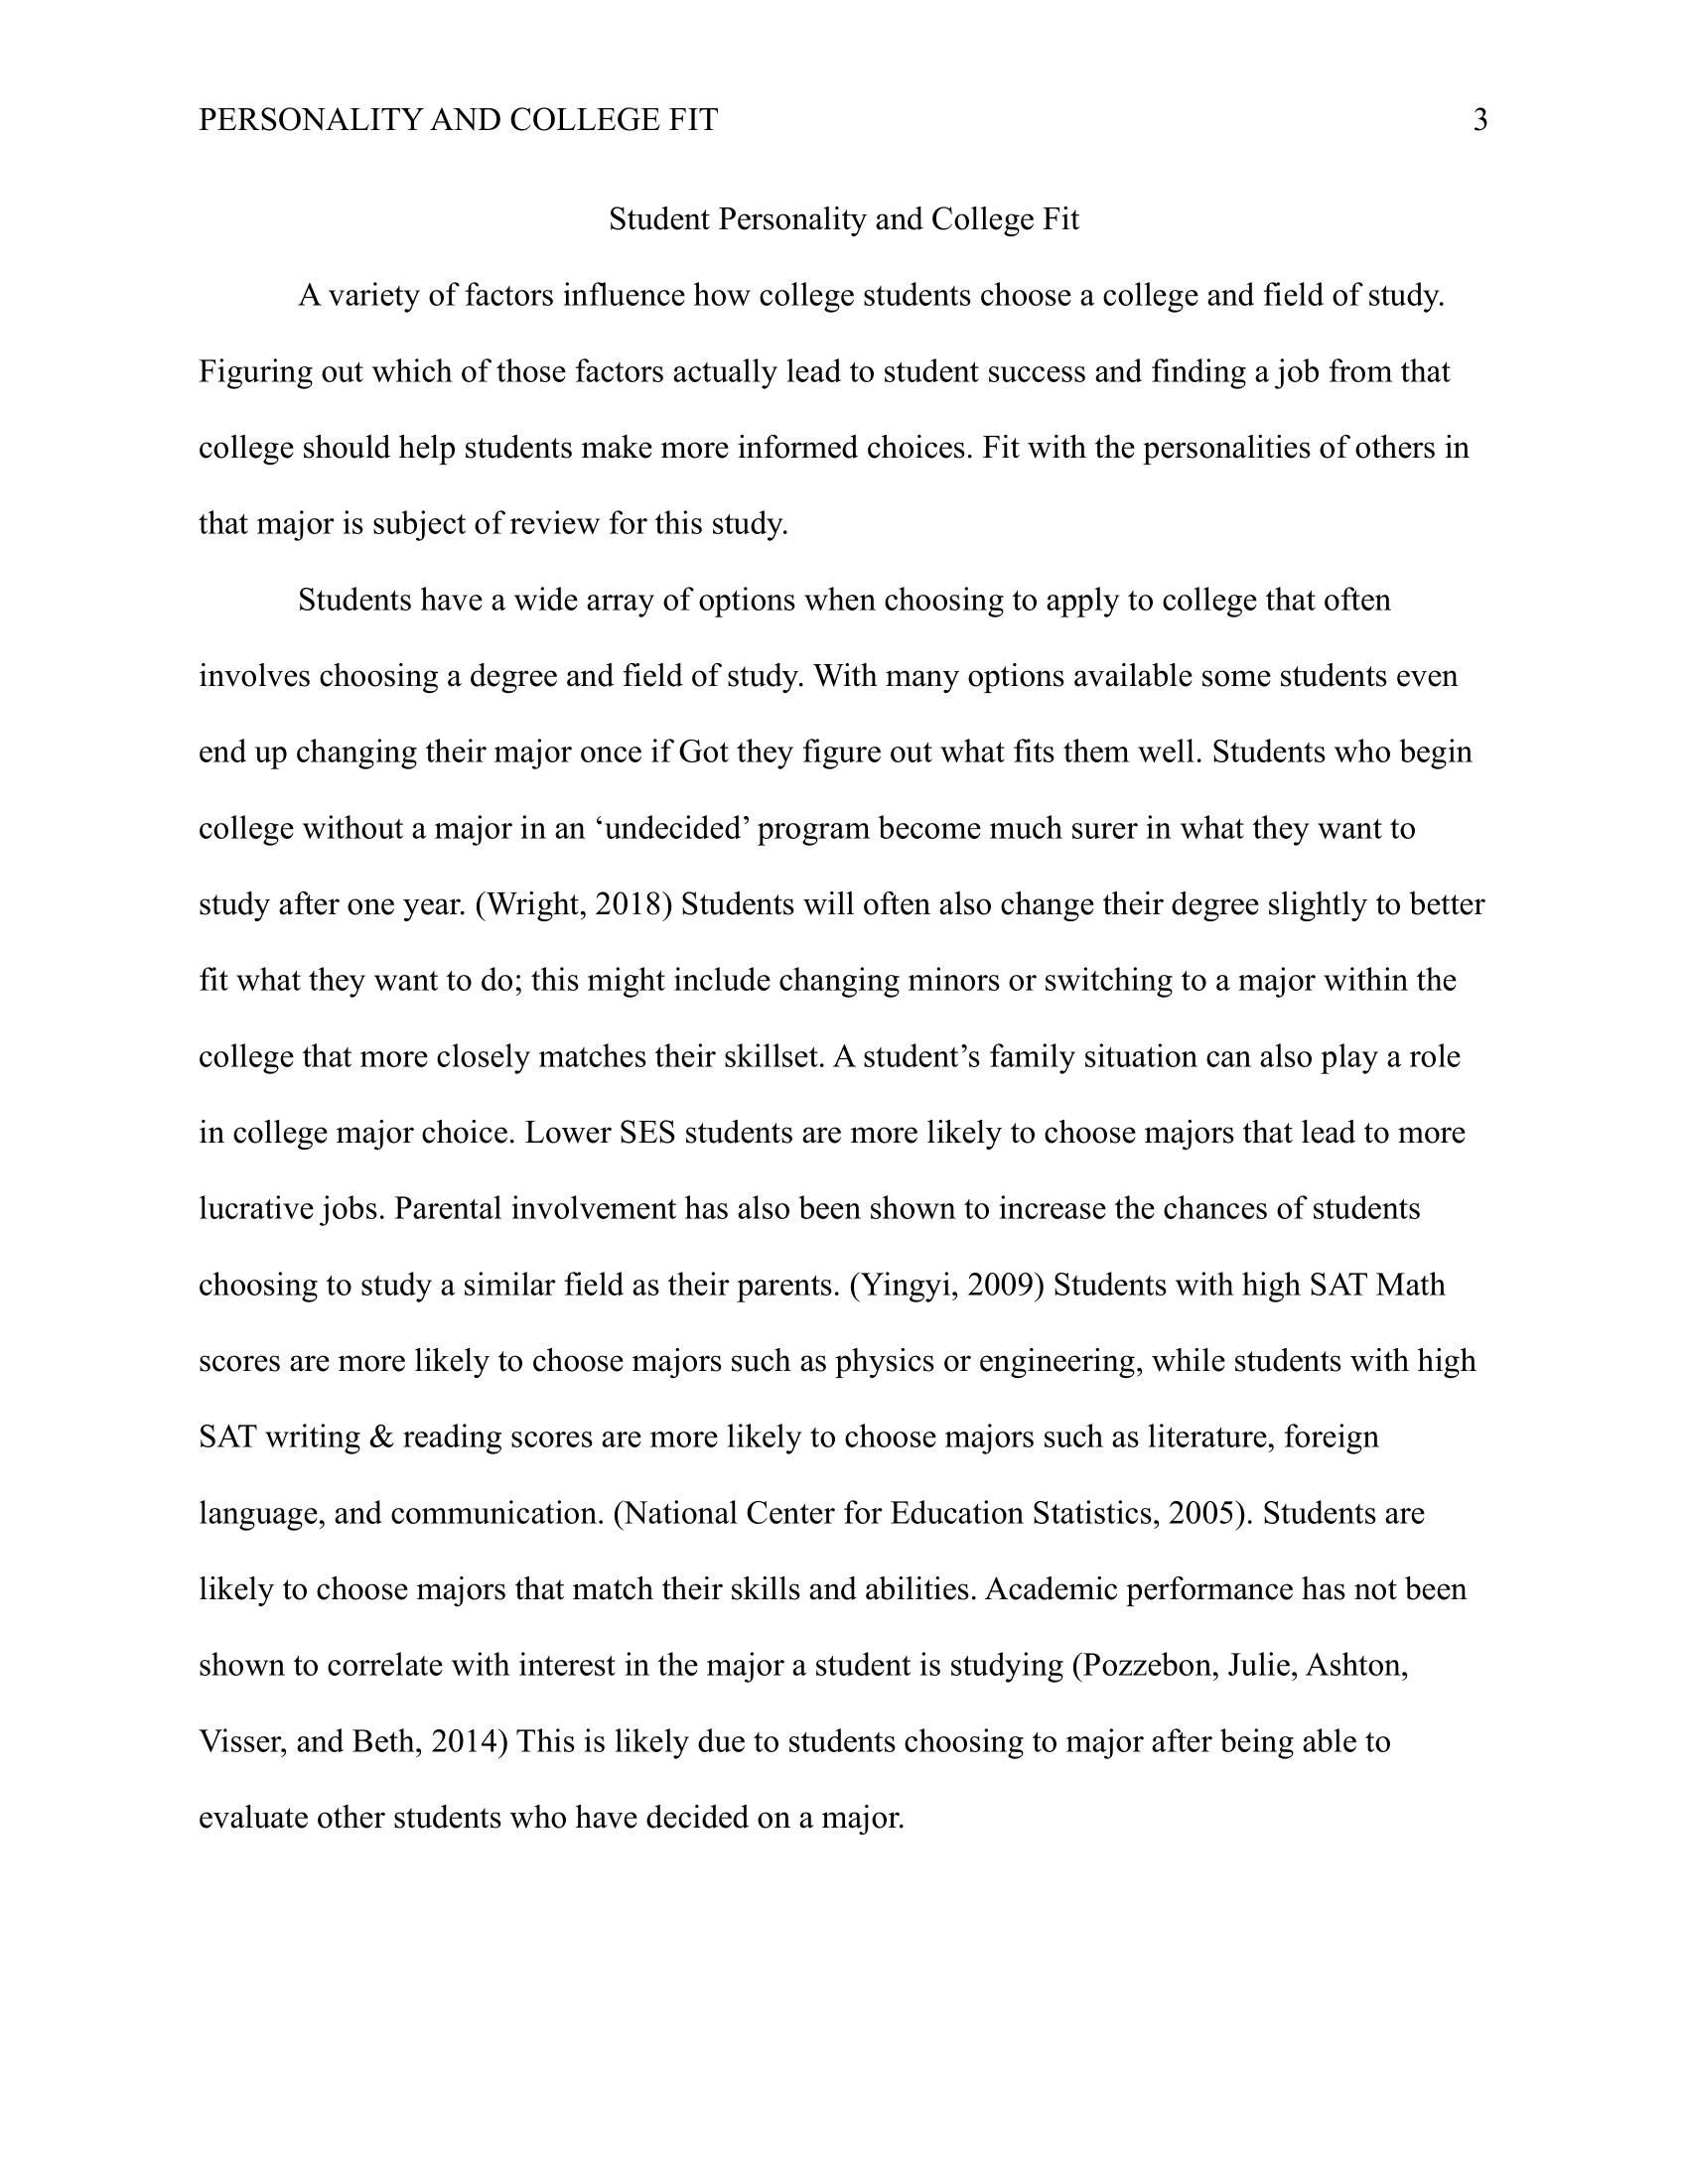 PERSONALITY AND COLLEGE FIT 3
Student Personality and College Fit
A variety of factors influence how college students choose a college and field of study.
Figuring out which of those factors actually lead to student success and finding a job from that
college should help students make more informed choices. Fit with the personalities of others in
that major is subject of review for this study.
Students have a wide array of options when choosing to apply to college that often
involves choosing a degree and field of study. With many options available some students even
end up changing their major once if Got they figure out what fits them well. Students who begin
college without a major in an ‘undecided’ program become much surer in what they want to
study after one year. (Wright, 2018) Students will often also change their degree slightly to better
fit what they want to do; this might include changing minors or switching to a major within the
college that more closely matches their skillset. A student’s family situation can also play a role
in college major choice. Lower SES students are more likely to choose majors that lead to more
lucrative jobs. Parental involvement has also been shown to increase the chances of students
choosing to study a similar field as their parents. (Yingyi, 2009) Students with high SAT Math
scores are more likely to choose majors such as physics or engineering, while students with high
SAT writing & reading scores are more likely to choose majors such as literature, foreign
language, and communication. (National Center for Education Statistics, 2005). Students are
likely to choose majors that match their skills and abilities. Academic performance has not been
shown to correlate with interest in the major a student is studying (Pozzebon, Julie, Ashton,
Visser, and Beth, 2014) This is likely due to students choosing to major after being able to
evaluate other students who have decided on a major.